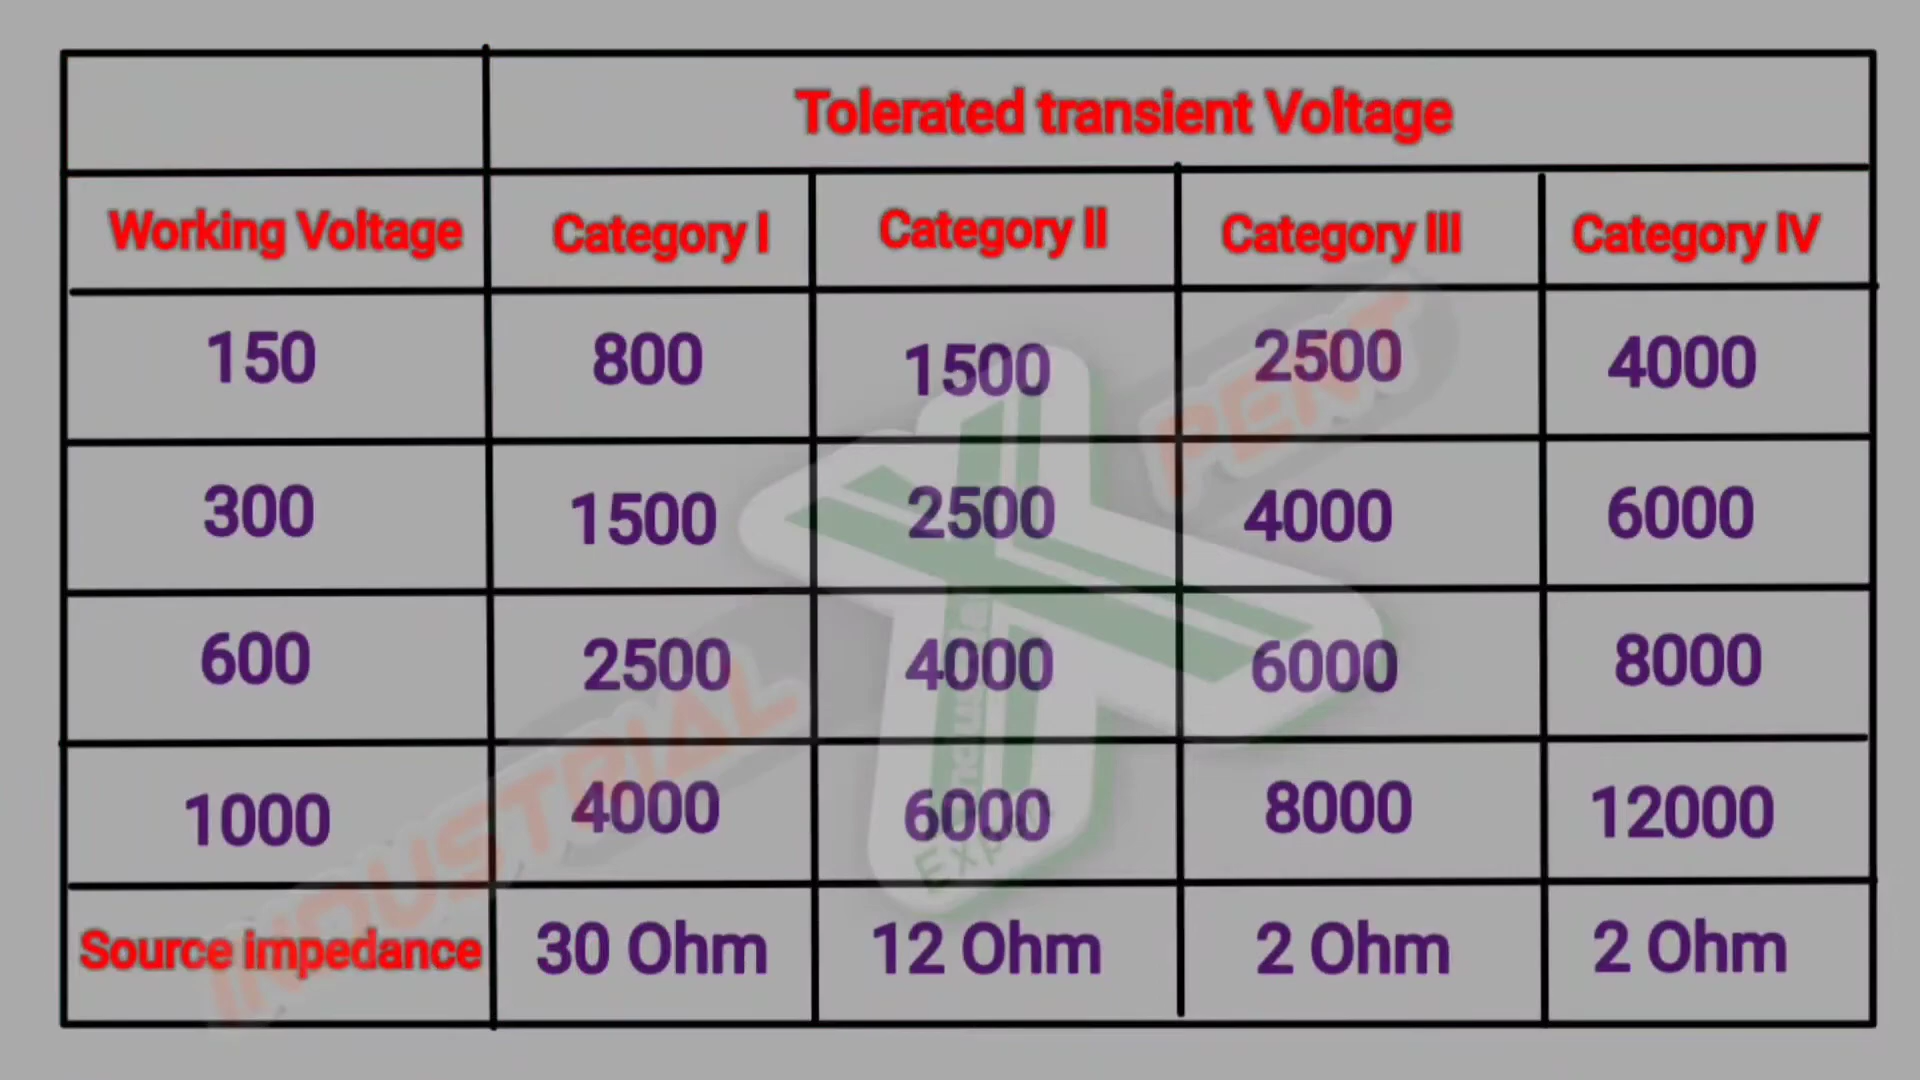 Tolerated transient Voltage
Working Voltage Category I Category II Category III Category IV
150 800 1500 2500 4000
300 1500 2500 4000 6000
600 2500 4000 6000 8000
1000 4000 6000 8000 12000
Source impedance 30 Ohm 12 Ohm 2 Ohm 2 Ohm
INDUSTRIAL
PENT